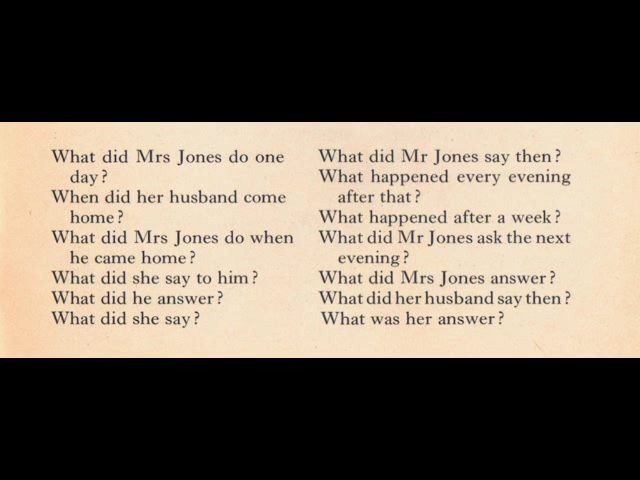 What did Mrs Jones do one
day?
When did her husband come
home?
What did Mrs Jones do when
he came home?
What did she say to him?
What did he answer?
What did she say?
What did Mr Jones say then?
What happened every evening
after that?
What happened after a week?
What did Mr Jones ask the next
evening?
What did Mrs Jones answer?
What did her husband say then?
What was her answer?